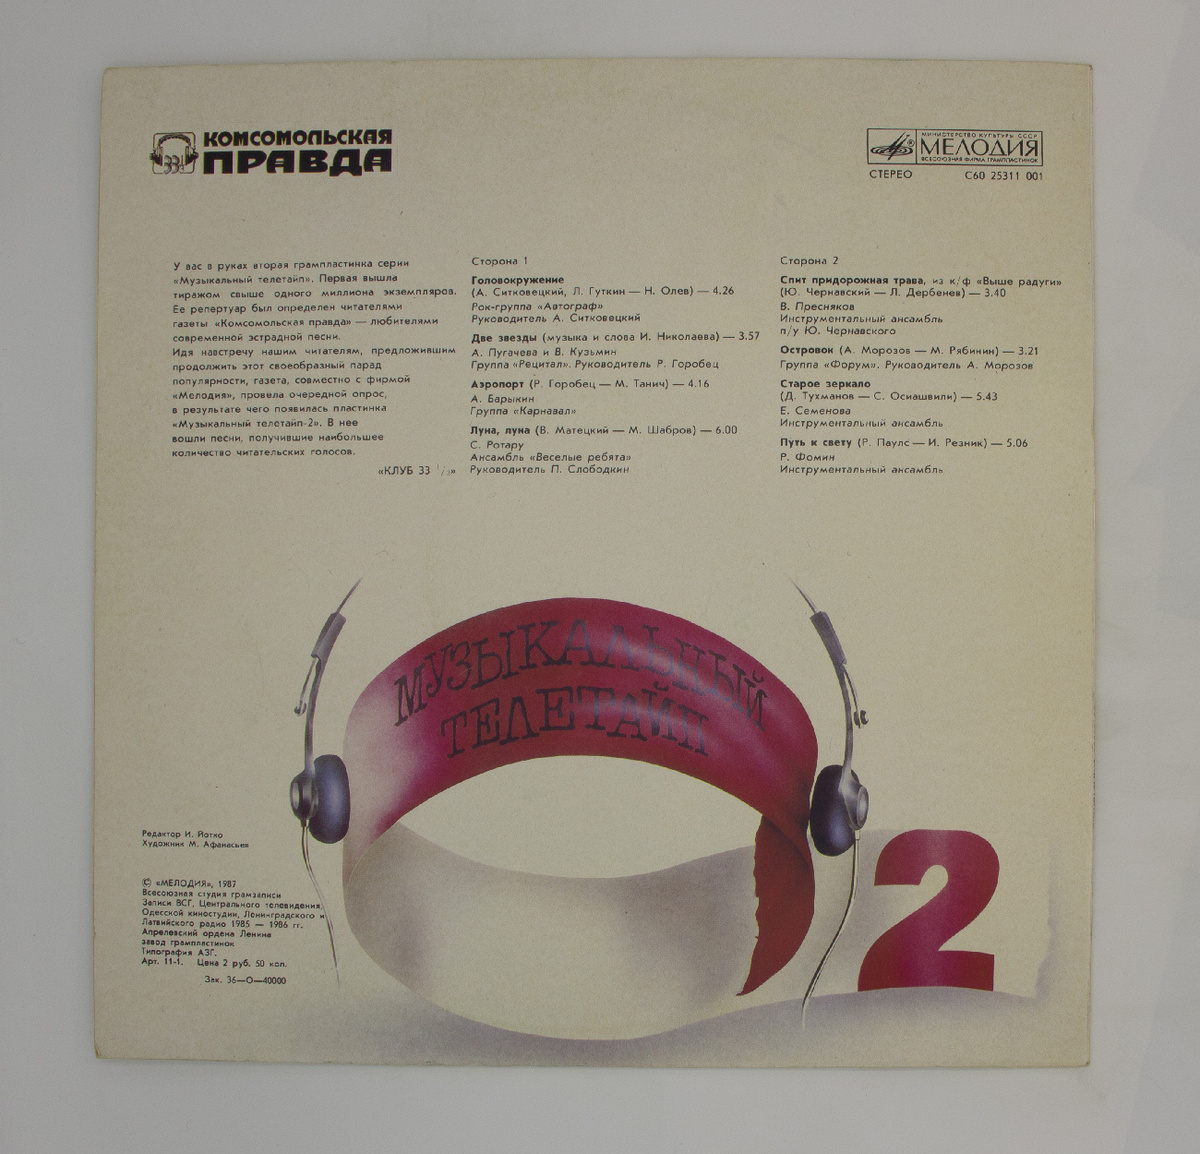 33⅓
КОМСОМОЛЬСКАЯ
ПРАВДА
МИНИСТЕРСТВО КУЛЬТУРЫ СССР
МЕЛОДИЯ
ВСЕСОЮЗНАЯ ФИРМА ГРАМПЛАСТИНОК
СТЕРЕО С60 25311 001
У вас в руках вторая грампластинка серии
«Музыкальный телетайп». Первая вышла
тиражом свыше одного миллиона экземпляров.
Ее репертуар был определен читателями
газеты «Комсомольская правда» — любителями
современной эстрадной песни.
Идя навстречу нашим читателям, предложившим
продолжить этот своеобразный парад
популярности, газета, совместно с фирмой
«Мелодия», провела очередной опрос,
в результате чего появилась пластинка
«Музыкальный телетайп-2». В нее
вошли песни, получившие наибольшее
количество читательских голосов.
«КЛУБ 33 1/3»
Сторона 1
Головокружение
(А. Ситковецкий, Л. Гуткин — Н. Олев) — 4.26
Рок-группа «Автограф»
Руководитель А. Ситковецкий
Две звезды (музыка и слова И. Николаева) — 3.57
А. Пугачева и В. Кузьмин
Группа «Рецитал». Руководитель Р. Горобец
Аэропорт (Р. Горобец — М. Танич) — 4.16
А. Барыкин
Группа «Карнавал»
Луна, луна (В. Матецкий — М. Шабров) — 6.00
С. Ротару
Ансамбль «Веселые ребята»
Руководитель П. Слободкин
Сторона 2
Спит придорожная трава, из к/ф «Выше радуги»
(Ю. Чернавский — Л. Дербенев) — 3.40
В. Пресняков
Инструментальный ансамбль
п/у Ю. Чернавского
Островок (А. Морозов — М. Рябинин) — 3.21
Группа «Форум». Руководитель А. Морозов
Старое зеркало
(Д. Тухманов — С. Осиашвили) — 5.43
Е. Семенова
Инструментальный ансамбль
Путь к свету (Р. Паулс — И. Резник) — 5.06
Р. Фомин
Инструментальный ансамбль
МУЗЫКАЛЬНЫЙ
ТЕЛЕТАЙП
2
Редактор И. Йотко
Художник М. Афанасьев
© «МЕЛОДИЯ», 1987
Всесоюзная студия грамзаписи
Записи ВСГ, Центрального телевидения,
Одесской киностудии, Ленинградского и
Латвийского радио 1985 — 1986 гг.
Апрелевский ордена Ленина
завод грампластинок
Типография АЗГ.
Арт. 11-1. Цена 2 руб. 50 коп.
Зак. 36—О—40000